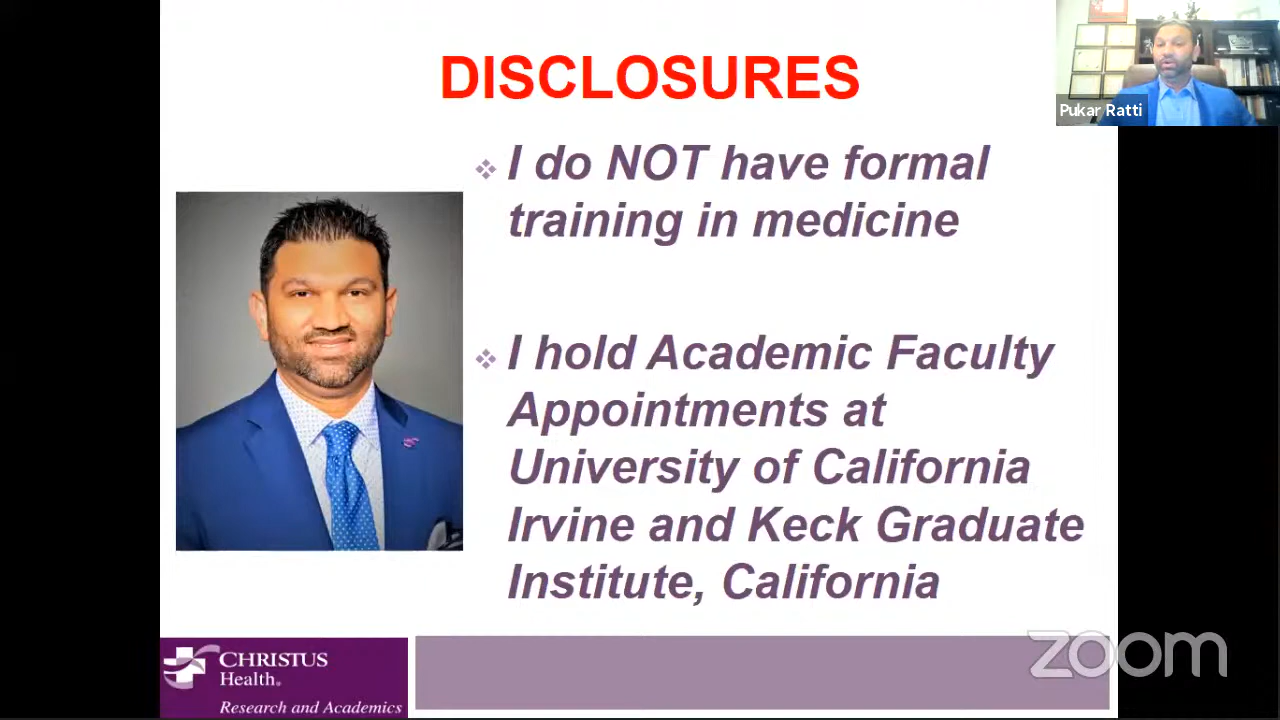 DISCLOSURES
Pukar Ratti
❖ I do NOT have formal
training in medicine
❖ I hold Academic Faculty
Appointments at
University of California
Irvine and Keck Graduate
Institute, California
CHRISTUS
Health®
Research and Academics
zoom